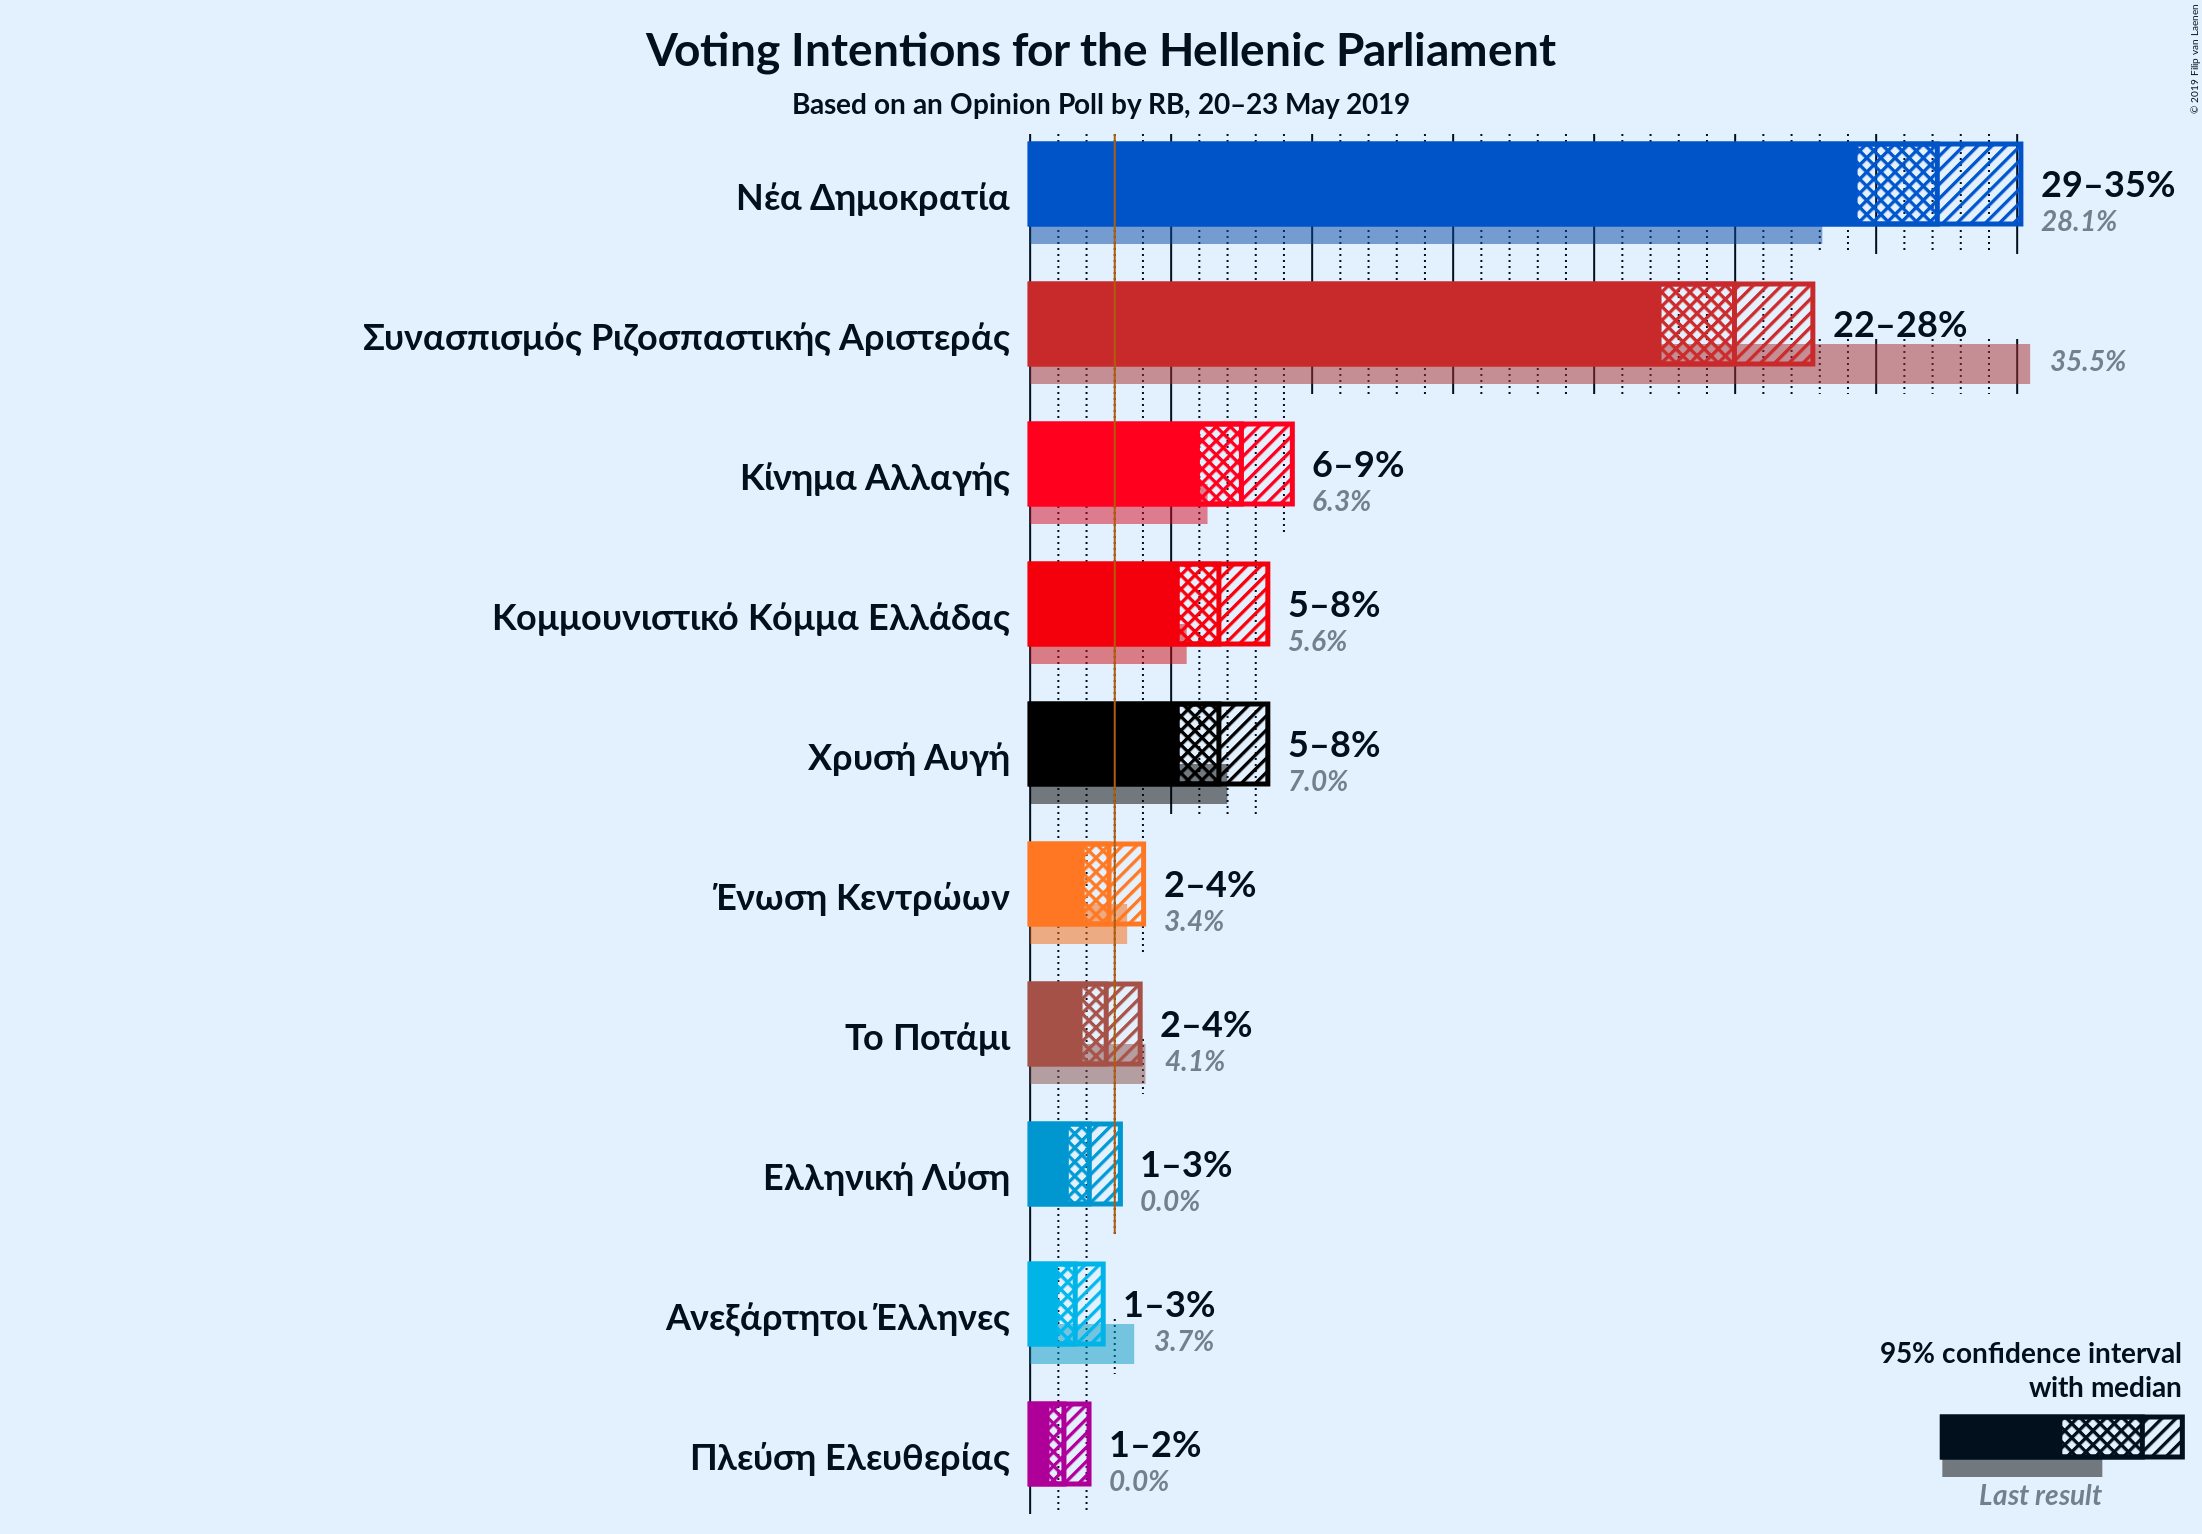 Voting Intentions for the Hellenic Parliament
Based on an Opinion Poll by RB, 20–23 May 2019
© 2019 Filip van Laenen
Νέα Δημοκρατία
29–35%
28.1%
Συνασπισμός Ριζοσπαστικής Αριστεράς
22–28%
35.5%
Κίνημα Αλλαγής
6–9%
6.3%
Κομμουνιστικό Κόμμα Ελλάδας
5–8%
5.6%
Χρυσή Αυγή
5–8%
7.0%
Ένωση Κεντρώων
2–4%
3.4%
Το Ποτάμι
2–4%
4.1%
Ελληνική Λύση
1–3%
0.0%
Ανεξάρτητοι Έλληνες
1–3%
3.7%
Πλεύση Ελευθερίας
1–2%
0.0%
95% confidence interval
with median
Last result